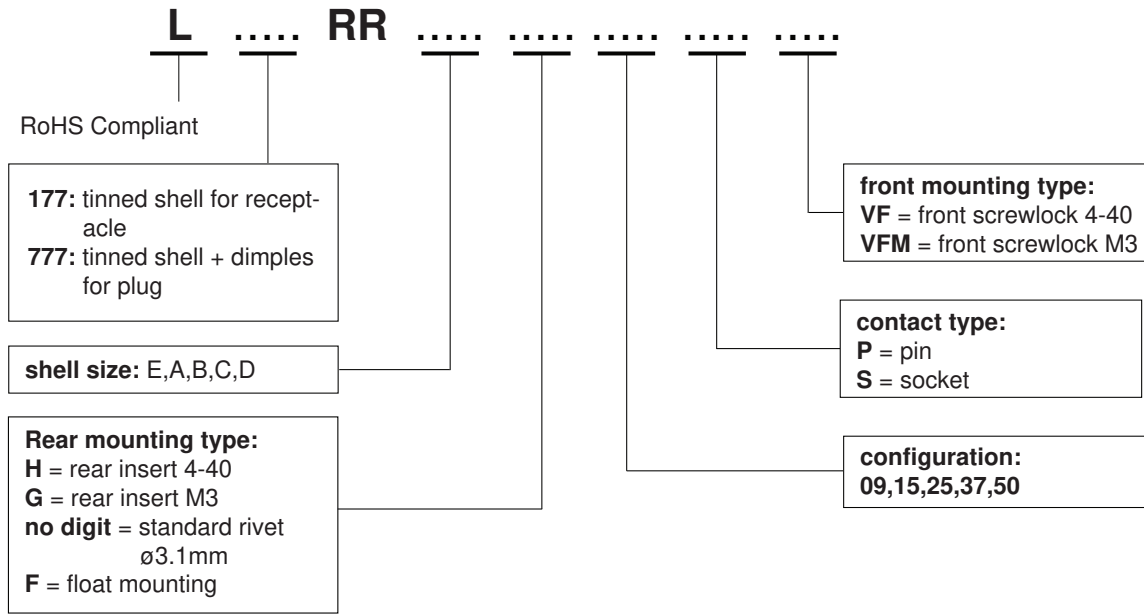 L ..... RR ..... ..... ..... ..... .....
RoHS Compliant
177: tinned shell for recept-
acle
777: tinned shell + dimples
for plug
shell size: E,A,B,C,D
Rear mounting type:
H = rear insert 4-40
G = rear insert M3
no digit = standard rivet
ø3.1mm
F = float mounting
front mounting type:
VF = front screwlock 4-40
VFM = front screwlock M3
contact type:
P = pin
S = socket
configuration:
09,15,25,37,50